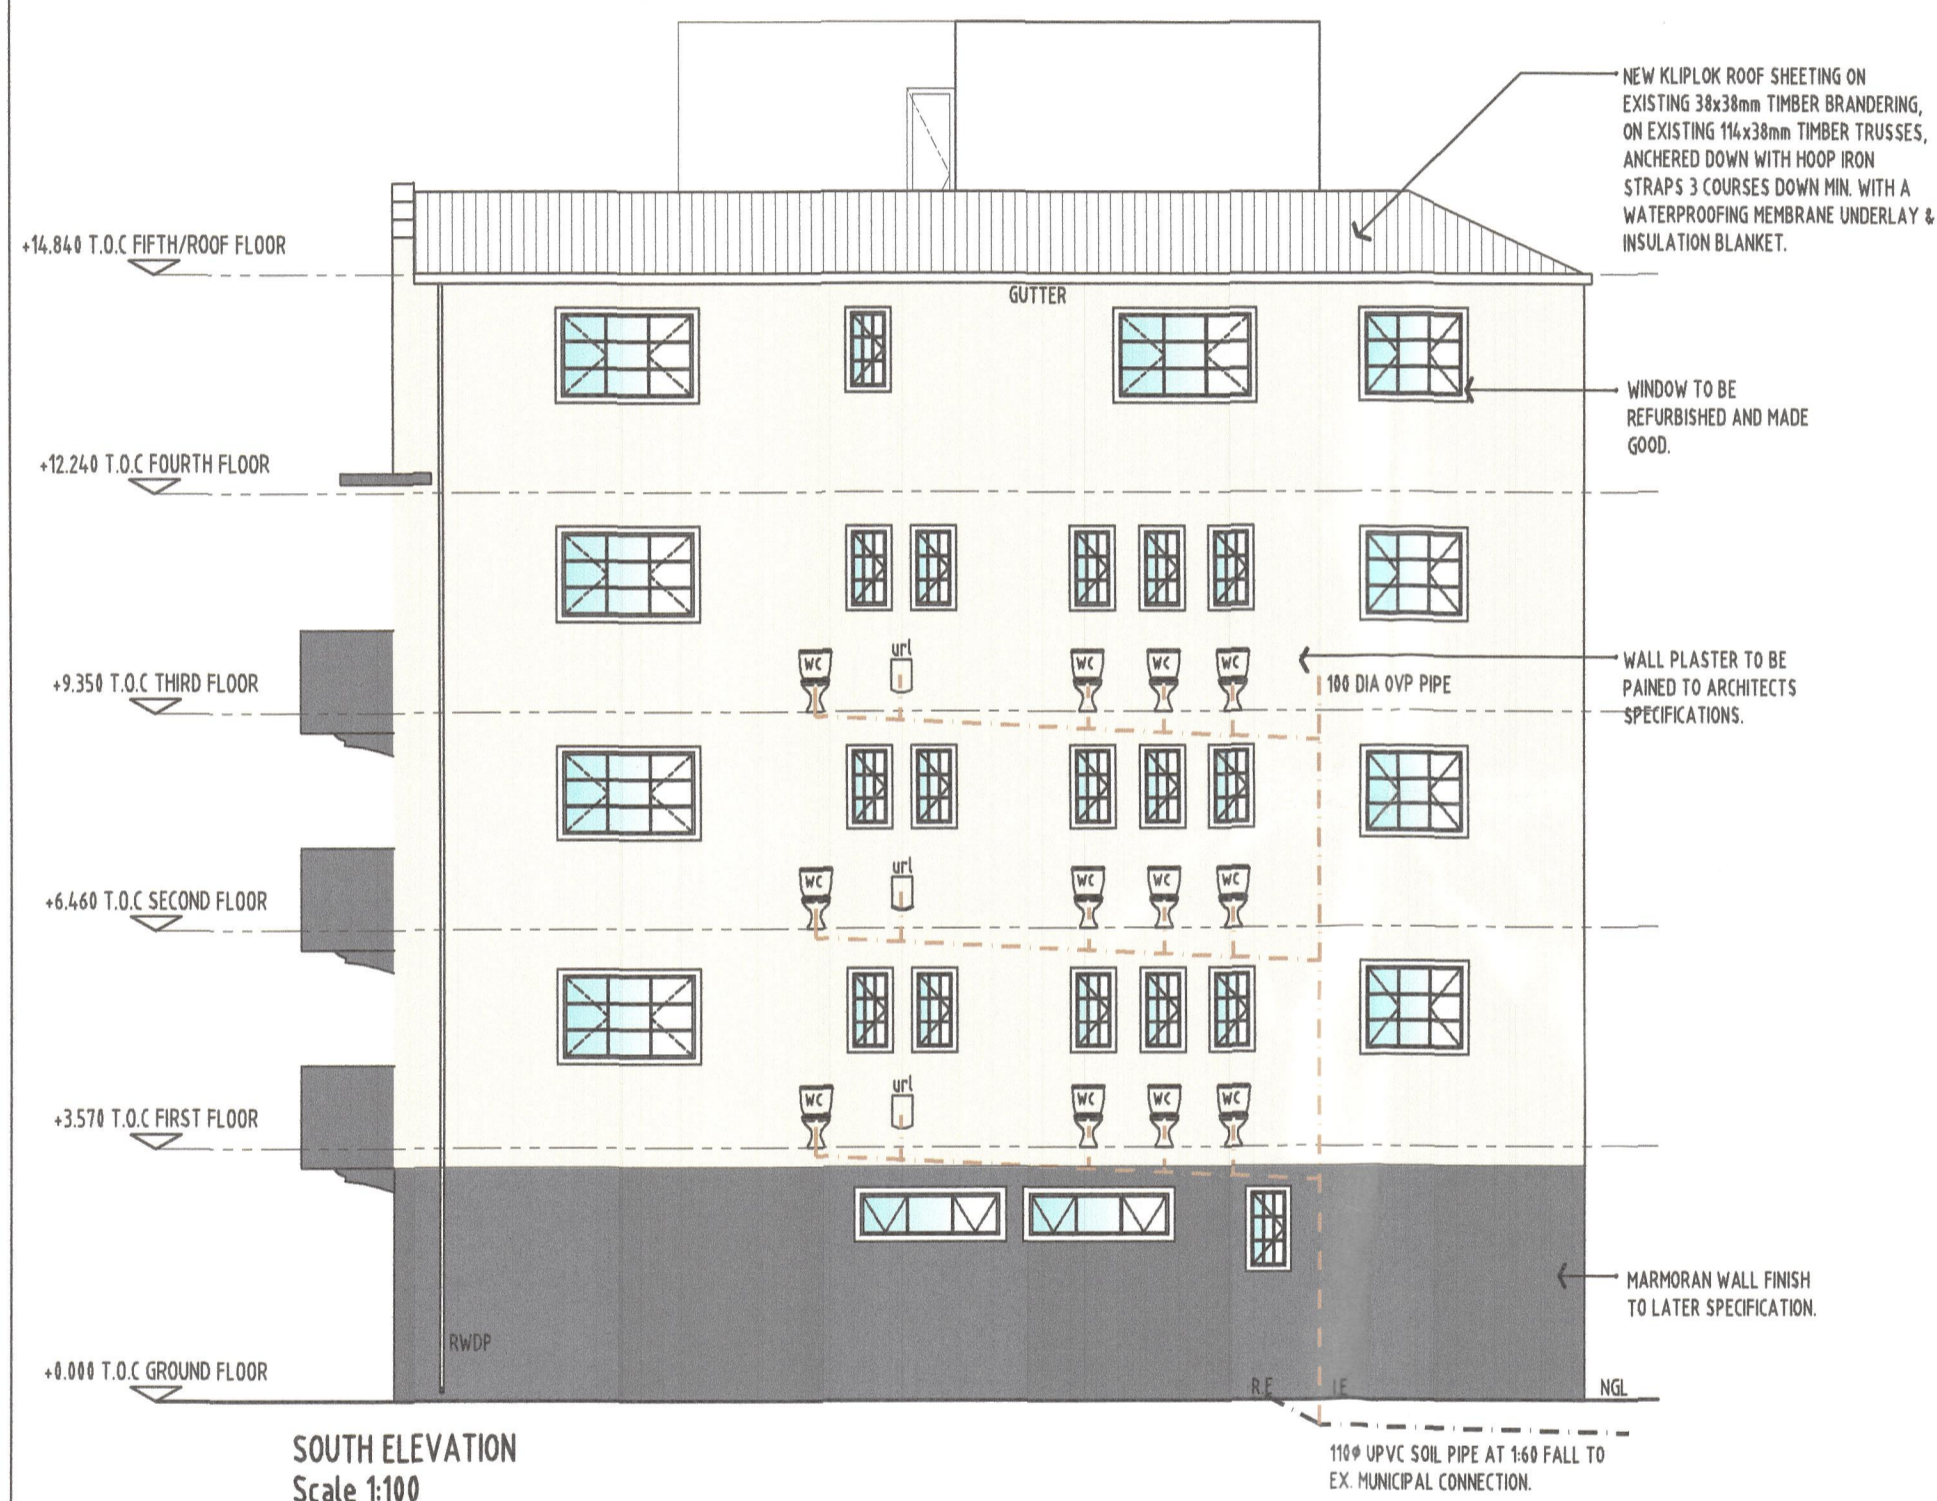 NEW KLIPLOK ROOF SHEETING ON
EXISTING 38x38mm TIMBER BRANDERING,
ON EXISTING 114x38mm TIMBER TRUSSES,
ANCHERED DOWN WITH HOOP IRON
STRAPS 3 COURSES DOWN MIN. WITH A
WATERPROOFING MEMBRANE UNDERLAY &
INSULATION BLANKET.
+14.840 T.O.C FIFTH/ROOF FLOOR
GUTTER
WINDOW TO BE
REFURBISHED AND MADE
GOOD.
+12.240 T.O.C FOURTH FLOOR
url
WC WC WC WC
WALL PLASTER TO BE
PAINED TO ARCHITECTS
SPECIFICATIONS.
100 DIA OVP PIPE
+9.350 T.O.C THIRD FLOOR
url
WC WC WC WC
+6.460 T.O.C SECOND FLOOR
url
WC WC WC WC
+3.570 T.O.C FIRST FLOOR
MARMORAN WALL FINISH
TO LATER SPECIFICATION.
RWDP
+0.000 T.O.C GROUND FLOOR
R.E I.E
NGL
SOUTH ELEVATION
Scale 1:100
110ϕ UPVC SOIL PIPE AT 1:60 FALL TO
EX. MUNICIPAL CONNECTION.